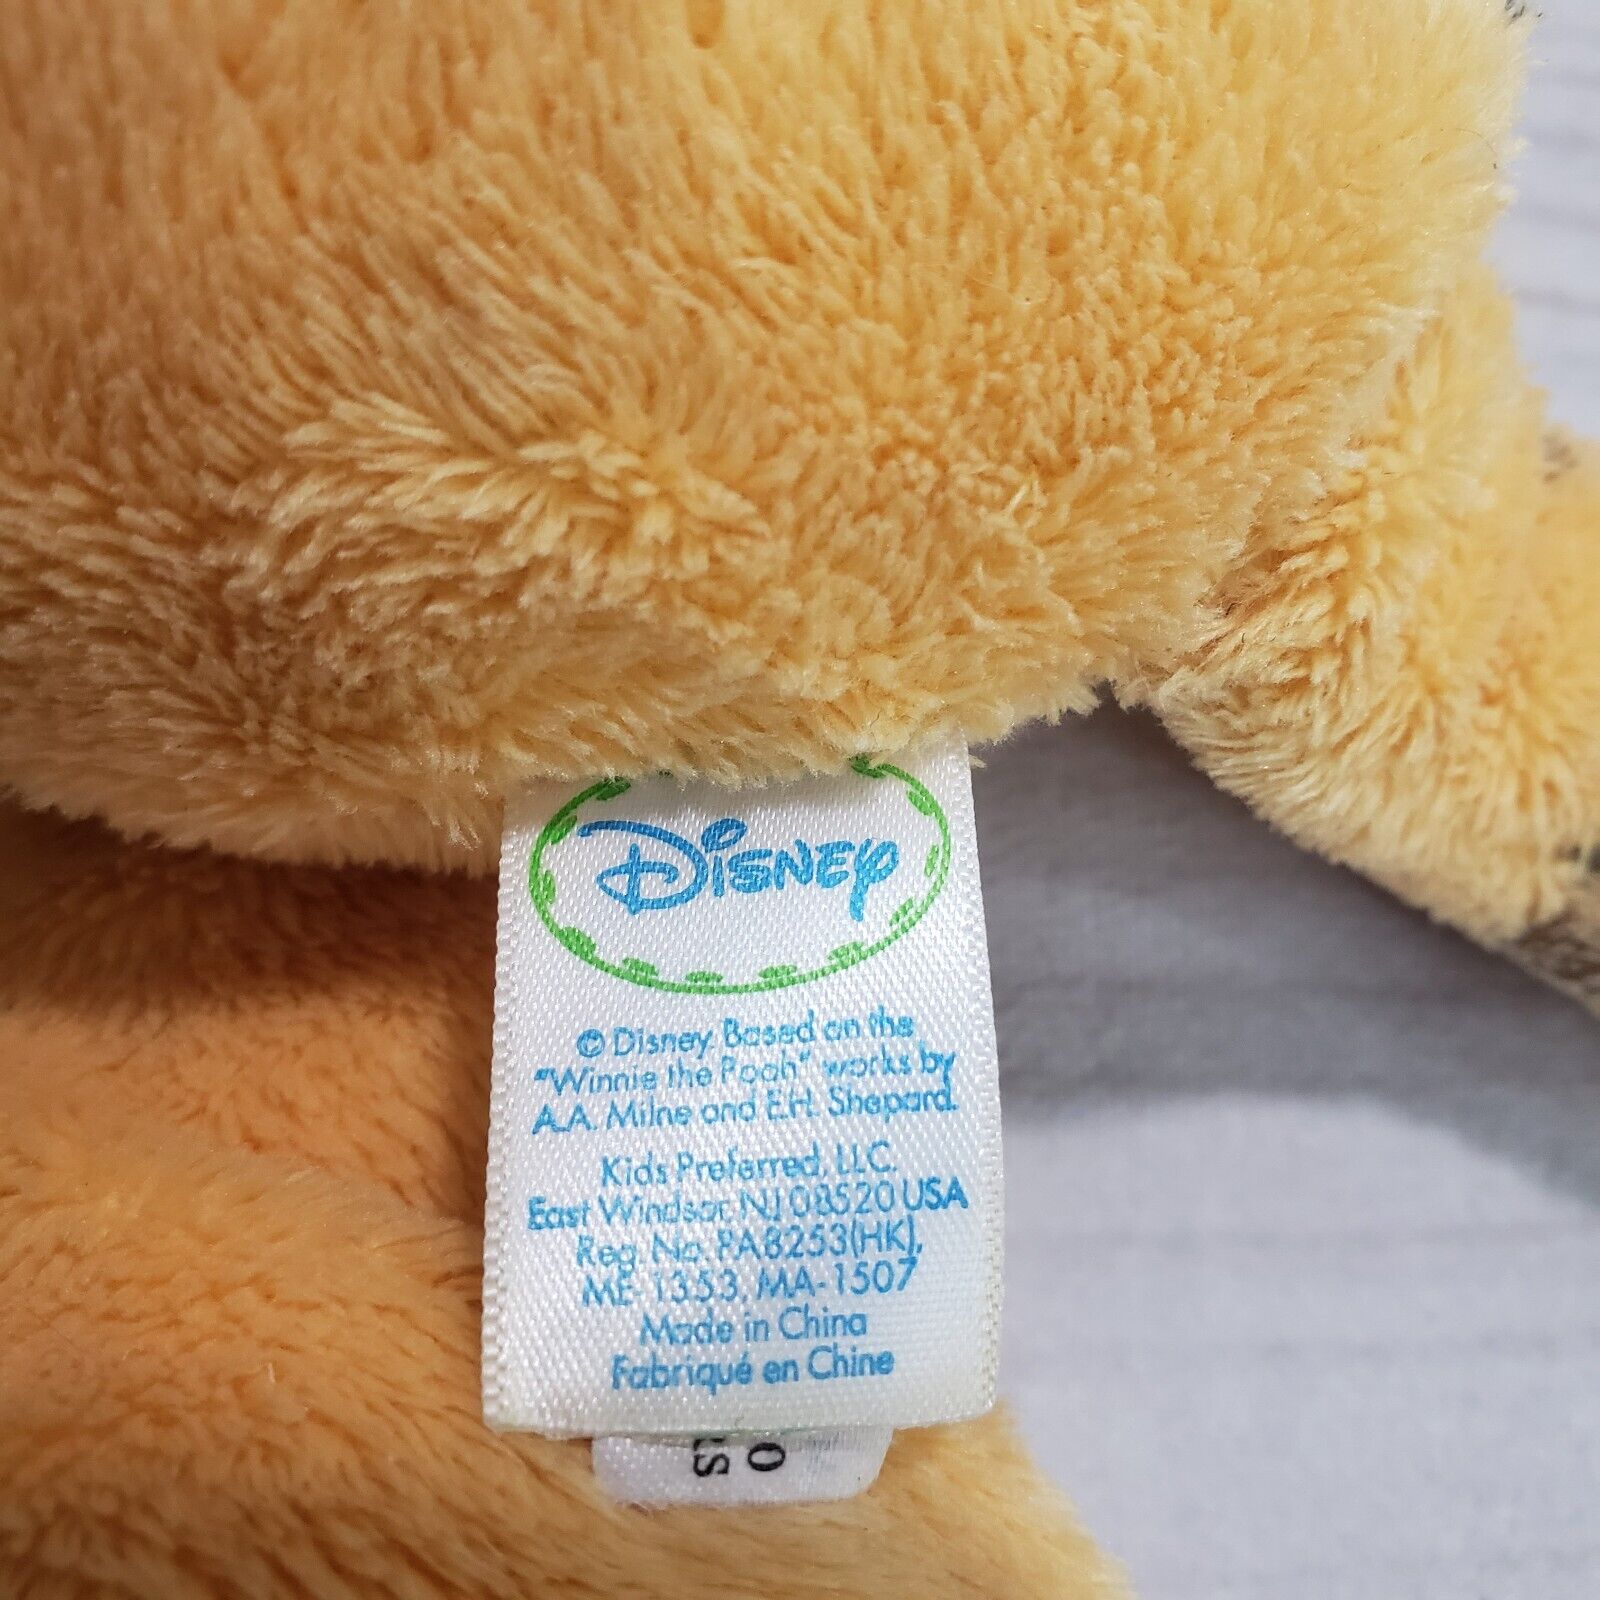 Disney
© Disney. Based on the
"Winnie the Pooh" works by
A.A. Milne and E.H. Shepard.
Kids Preferred, LLC.
East Windsor NJ 08520 USA
Reg. No. PA8253(HK),
ME-1353, MA-1507
Made in China
Fabriqué en Chine